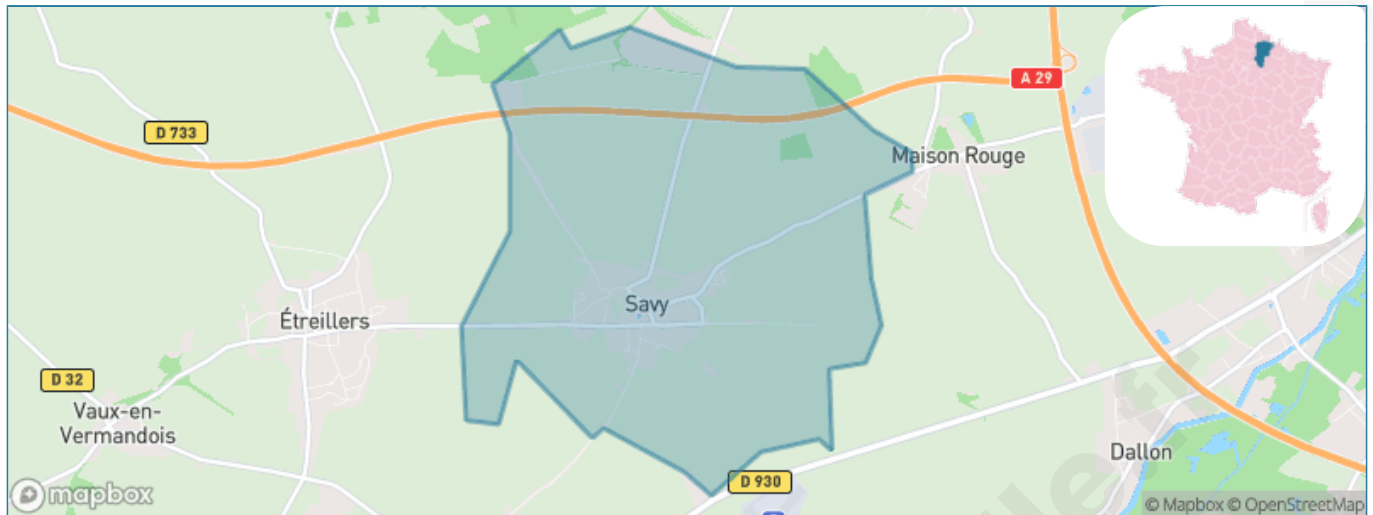 A 29
D 733
Maison Rouge
Savy
Étreillers
D 32
Vaux-en-
Vermandois
Dallon
D 930
mapbox
© Mapbox © OpenStreetMap